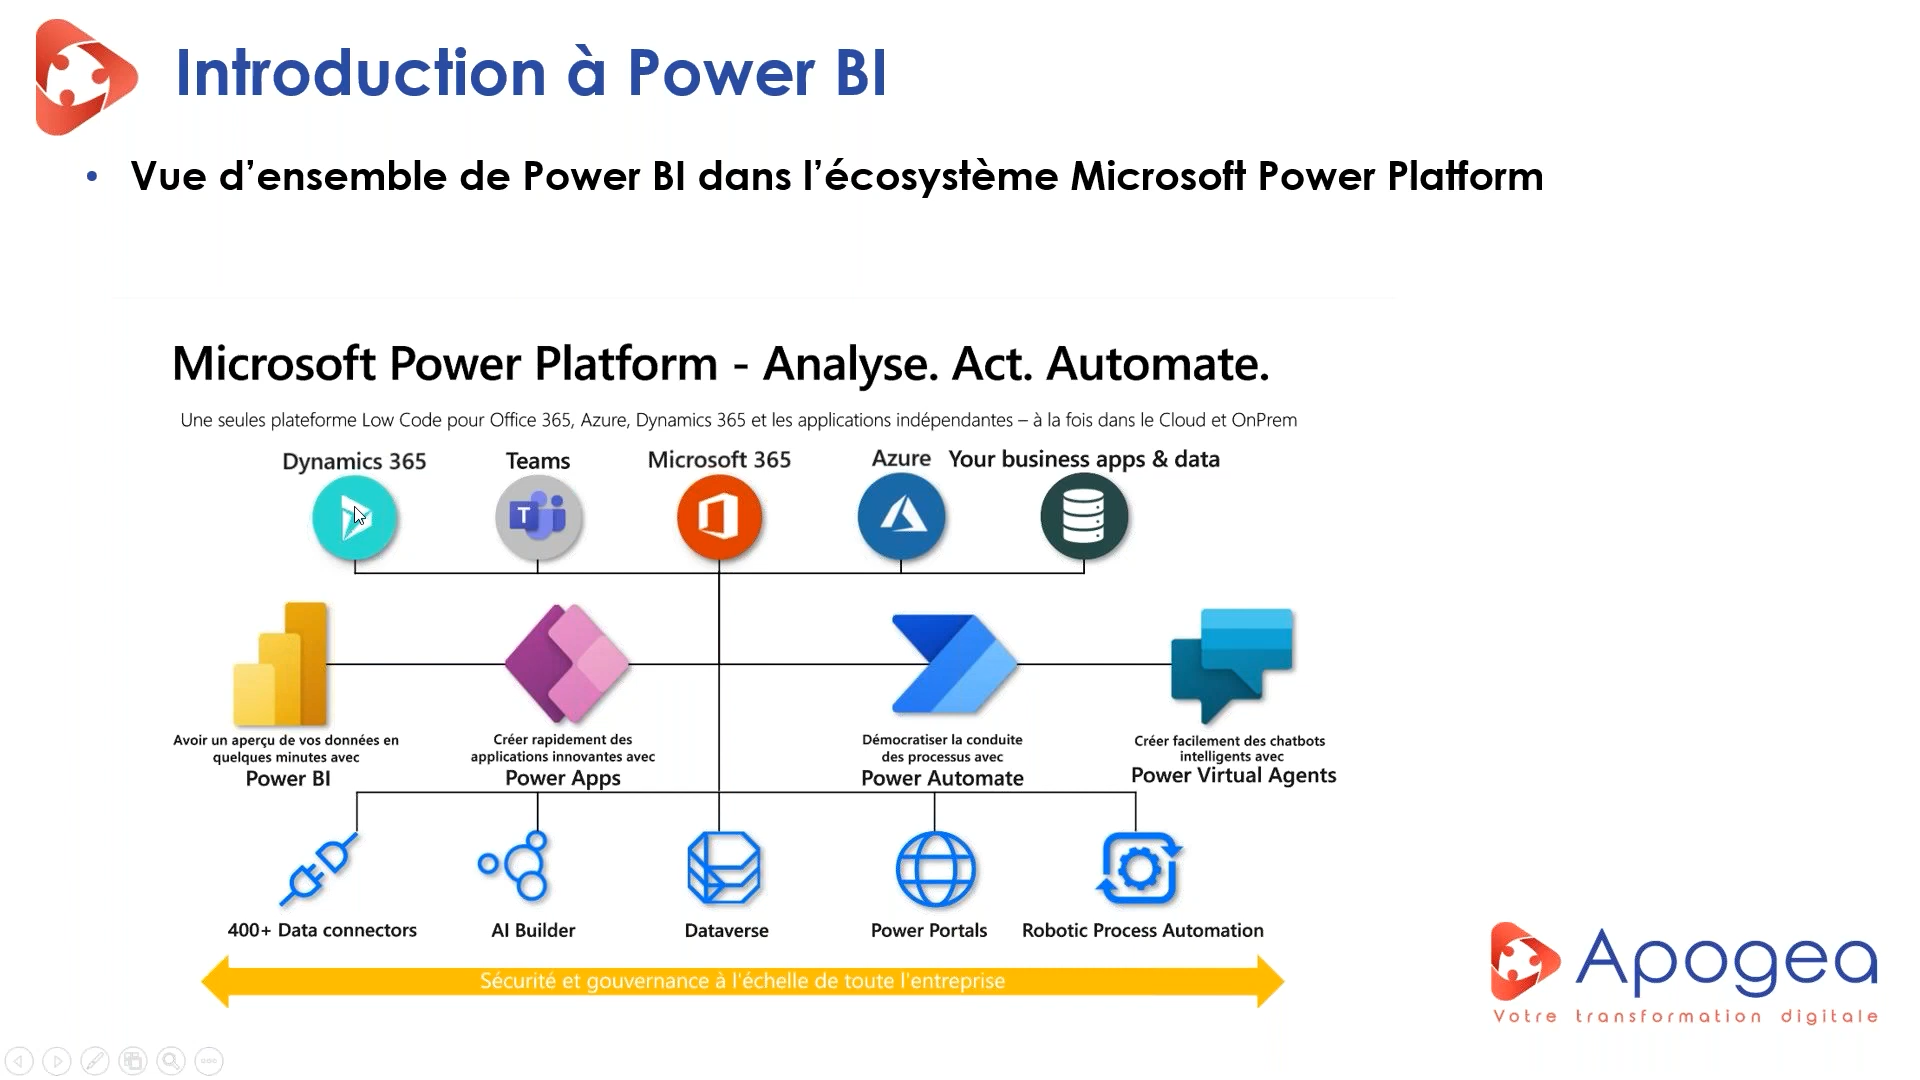 Introduction à Power BI
• Vue d’ensemble de Power BI dans l’écosystème Microsoft Power Platform
Microsoft Power Platform - Analyse. Act. Automate.
Une seules plateforme Low Code pour Office 365, Azure, Dynamics 365 et les applications indépendantes – à la fois dans le Cloud et OnPrem
Dynamics 365
Teams
Microsoft 365
Azure
Your business apps & data
T
Avoir un aperçu de vos données en
quelques minutes avec
Power BI
Créer rapidement des
applications innovantes avec
Power Apps
Démocratiser la conduite
des processus avec
Power Automate
Créer facilement des chatbots
intelligents avec
Power Virtual Agents
400+ Data connectors
AI Builder
Dataverse
Power Portals
Robotic Process Automation
Sécurité et gouvernance à l'échelle de toute l'entreprise
Apogea
Votre transformation digitale